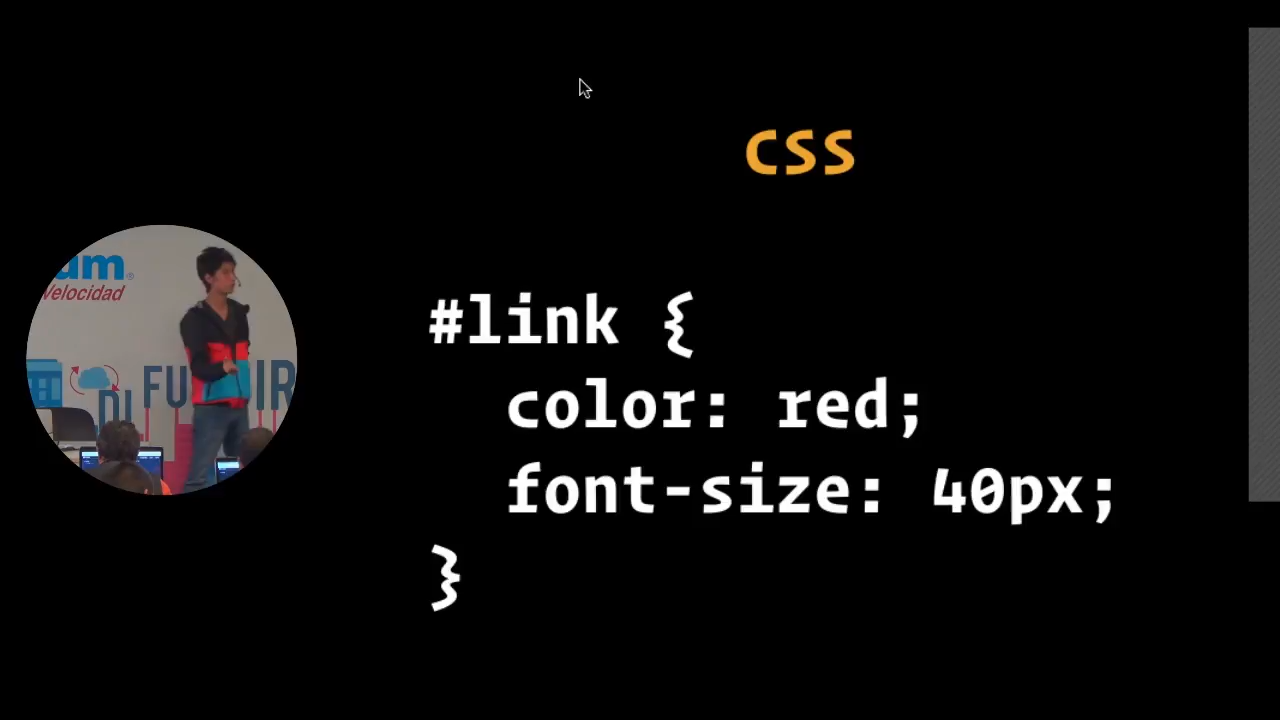 css
#link {
color: red;
font-size: 40px;
}
Velocidad